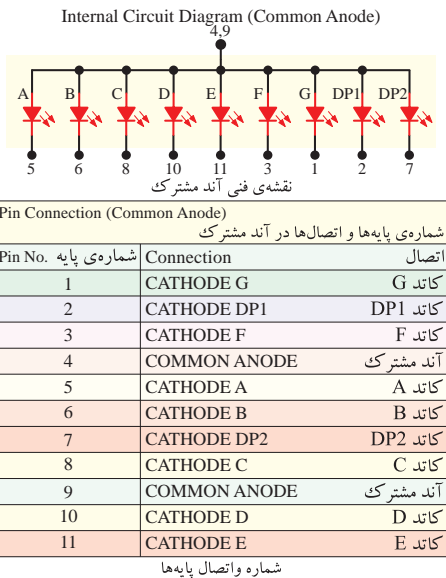 Internal Circuit Diagram (Common Anode)
4,9
A B C D E F G DP1 DP2
5 6 8 10 11 3 1 2 7
نقشه‌ی فنی آند مشترک
Pin Connection (Common Anode)
شماره‌ی پایه‌ها و اتصال‌ها در آند مشترک
Pin No. شماره‌ی پایه Connection اتصال
1 CATHODE G کاتد G
2 CATHODE DP1 کاتد DP1
3 CATHODE F کاتد F
4 COMMON ANODE آند مشترک
5 CATHODE A کاتد A
6 CATHODE B کاتد B
7 CATHODE DP2 کاتد DP2
8 CATHODE C کاتد C
9 COMMON ANODE آند مشترک
10 CATHODE D کاتد D
11 CATHODE E کاتد E
شماره واتصال پایه‌ها